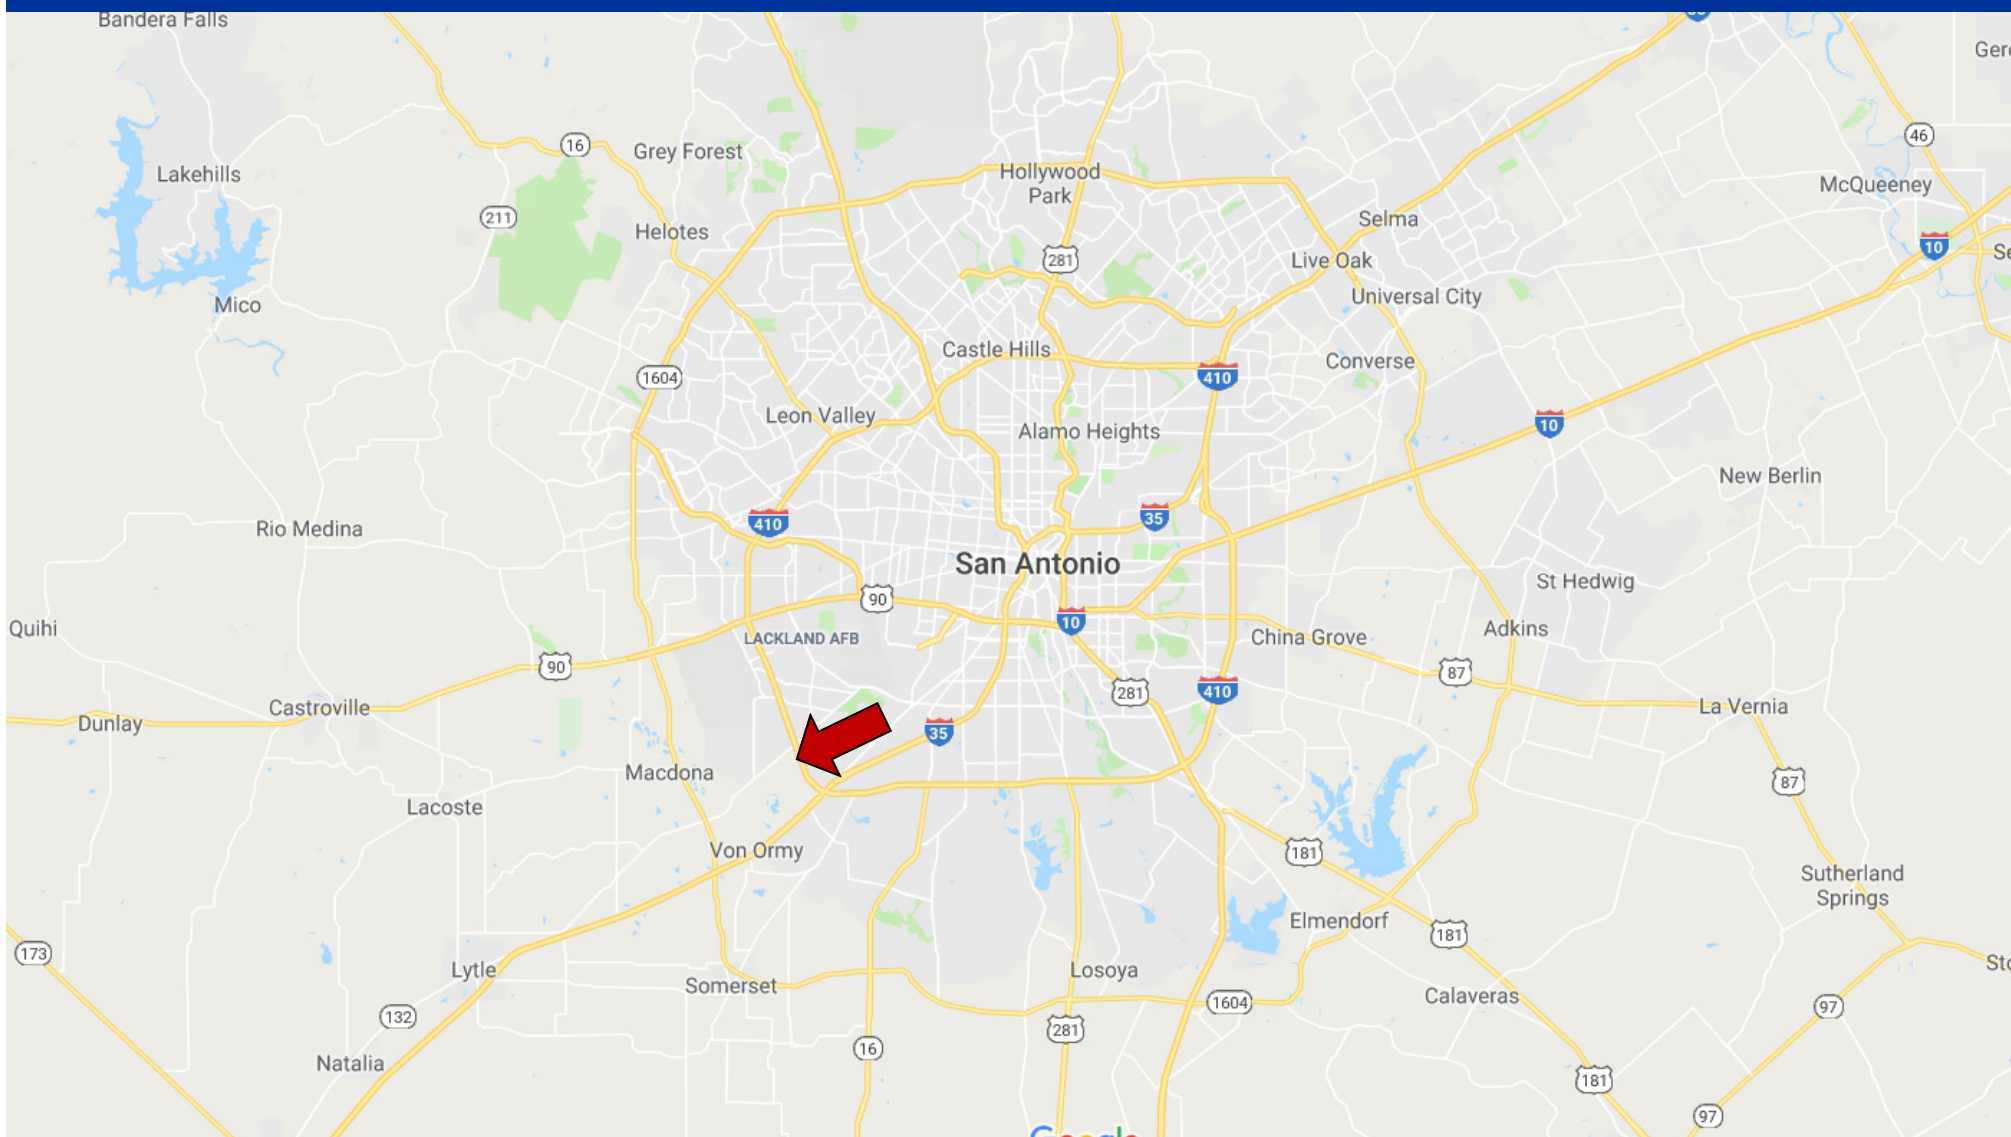 Bandera Falls
Ger
16
Grey Forest
46
Lakehills
Hollywood
Park
McQueeney
211
Helotes
Selma
281
Live Oak
10
Se
Mico
Universal City
Castle Hills
Converse
1604
410
Leon Valley
Alamo Heights
10
New Berlin
Rio Medina
410
35
San Antonio
St Hedwig
90
Quihi
10
LACKLAND AFB
China Grove
Adkins
90
87
281
410
Castroville
La Vernia
Dunlay
35
Macdona
87
Lacoste
Von Ormy
181
Sutherland
Springs
Elmendorf
181
173
Lytle
Losoya
Sto
Somerset
Calaveras
1604
97
132
281
16
Natalia
181
97
Google